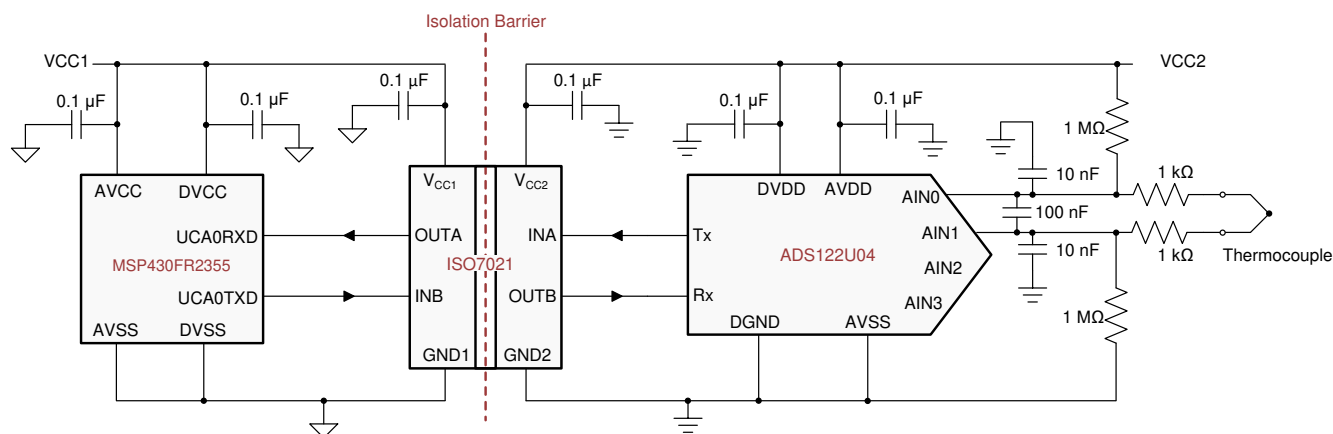 Isolation Barrier
VCC1
VCC2
0.1 µF
0.1 µF
0.1 µF
0.1 µF
0.1 µF
0.1 µF
1 MΩ
10 nF
1 kΩ
100 nF
10 nF
1 kΩ
Thermocouple
1 MΩ
AVCC
DVCC
UCA0RXD
MSP430FR2355
UCA0TXD
AVSS
DVSS
VCC1
VCC2
OUTA
INA
ISO7021
INB
OUTB
GND1
GND2
DVDD
AVDD
AIN0
Tx
AIN1
ADS122U04
AIN2
Rx
AIN3
DGND
AVSS